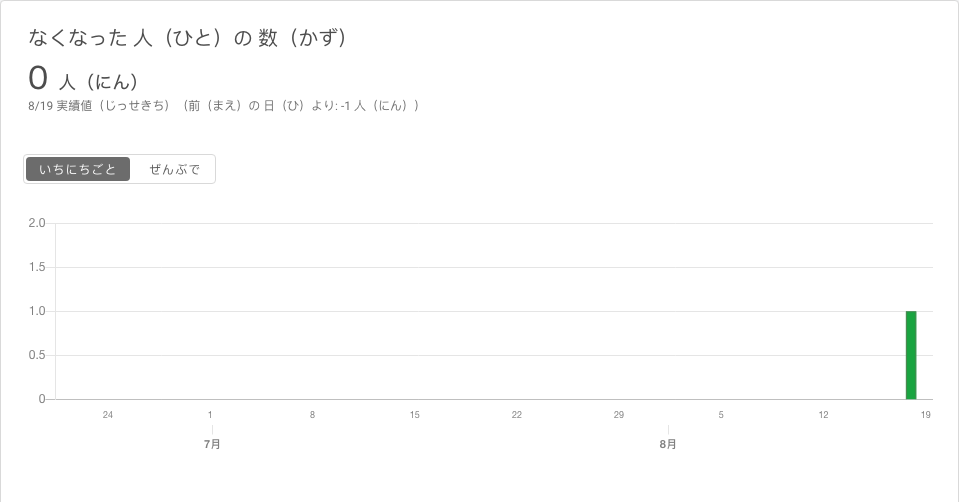 なくなった 人（ひと）の 数（かず）
0 人（にん）
8/19 実績値（じっせきち）（前（まえ）の 日（ひ）より: -1 人（にん））
いちにちごと ぜんぶで
2.0
1.5
1.0
0.5
0
24 1 8 15 22 29 5 12 19
7月 8月